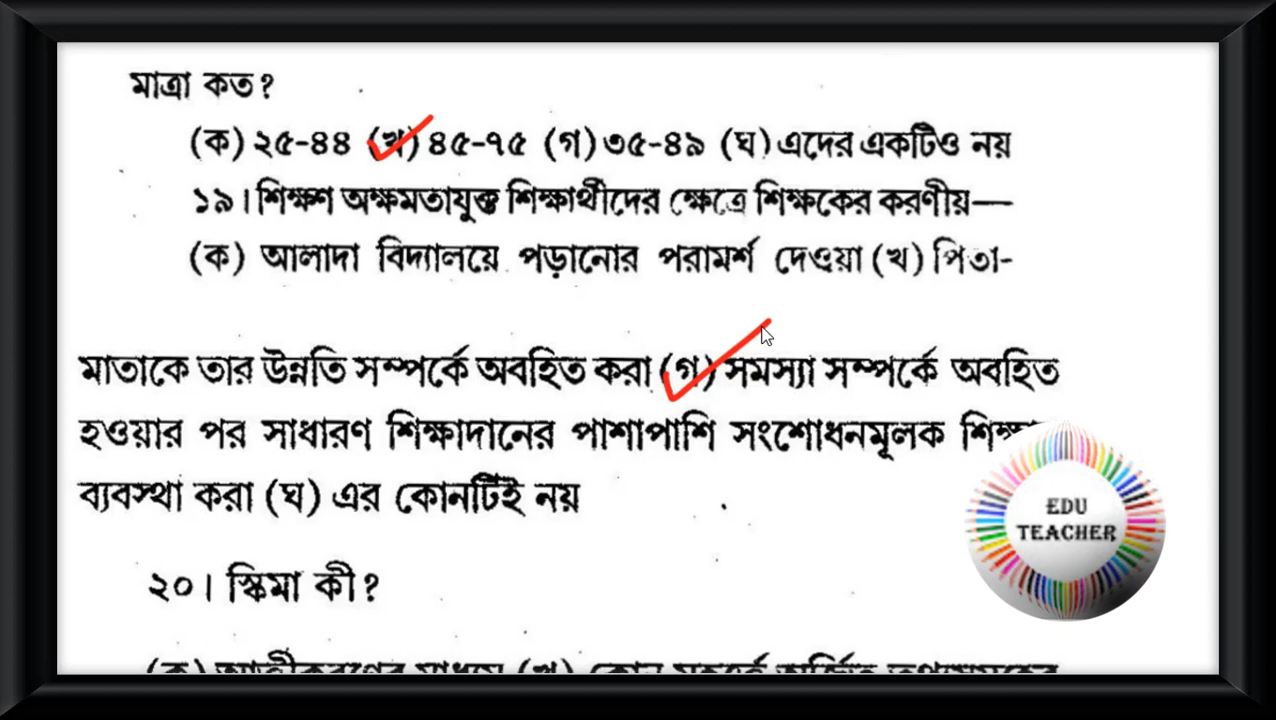 মাত্রা কত?
(ক) ২৫-৪৪ (খ) ৪৫-৭৫ (গ) ৩৫-৪৯ (ঘ) এদের একটিও নয়
১৯। শিক্ষণ অক্ষমতাযুক্ত শিক্ষার্থীদের ক্ষেত্রে শিক্ষকের করণীয়—
(ক) আলাদা বিদ্যালয়ে পড়ানোর পরামর্শ দেওয়া (খ) পিতা-
মাতাকে তার উন্নতি সম্পর্কে অবহিত করা (গ) সমস্যা সম্পর্কে অবহিত
হওয়ার পর সাধারণ শিক্ষাদানের পাশাপাশি সংশোধনমূলক
ব্যবস্থা করা (ঘ) এর কোনটিই নয়
EDU
TEACHER
২০। স্কিমা কী?